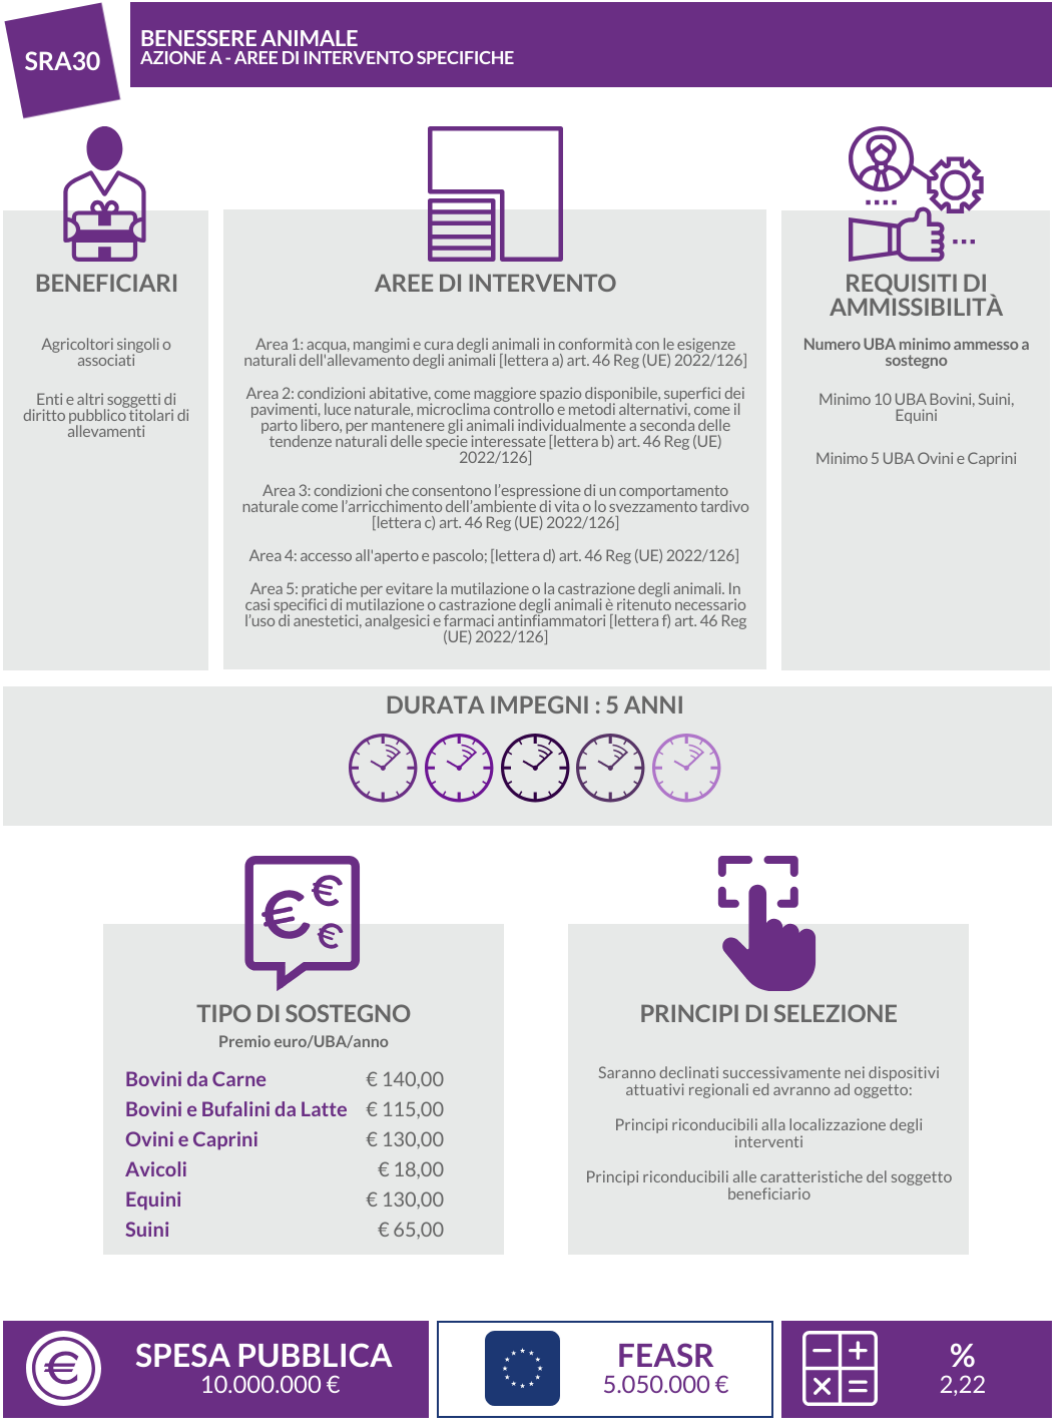 SRA30
BENESSERE ANIMALE
AZIONE A - AREE DI INTERVENTO SPECIFICHE
BENEFICIARI
Agricoltori singoli o
associati
Enti e altri soggetti di
diritto pubblico titolari di
allevamenti
AREE DI INTERVENTO
Area 1: acqua, mangimi e cura degli animali in conformità con le esigenze
naturali dell'allevamento degli animali [lettera a) art. 46 Reg (UE) 2022/126]
Area 2: condizioni abitative, come maggiore spazio disponibile, superfici dei
pavimenti, luce naturale, microclima controllo e metodi alternativi, come il
parto libero, per mantenere gli animali individualmente a seconda delle
tendenze naturali delle specie interessate [lettera b) art. 46 Reg (UE)
2022/126]
Area 3: condizioni che consentono l'espressione di un comportamento
naturale come l'arricchimento dell'ambiente di vita o lo svezzamento tardivo
[lettera c) art. 46 Reg (UE) 2022/126]
Area 4: accesso all'aperto e pascolo; [lettera d) art. 46 Reg (UE) 2022/126]
Area 5: pratiche per evitare la mutilazione o la castrazione degli animali. In
casi specifici di mutilazione o castrazione degli animali è ritenuto necessario
l'uso di anestetici, analgesici e farmaci antinfiammatori [lettera f) art. 46 Reg
(UE) 2022/126]
REQUISITI DI
AMMISSIBILITÀ
Numero UBA minimo ammesso a
sostegno
Minimo 10 UBA Bovini, Suini,
Equini
Minimo 5 UBA Ovini e Caprini
DURATA IMPEGNI : 5 ANNI
TIPO DI SOSTEGNO
Premio euro/UBA/anno
Bovini da Carne € 140,00
Bovini e Bufalini da Latte € 115,00
Ovini e Caprini € 130,00
Avicoli € 18,00
Equini € 130,00
Suini € 65,00
PRINCIPI DI SELEZIONE
Saranno declinati successivamente nei dispositivi
attuativi regionali ed avranno ad oggetto:
Principi riconducibili alla localizzazione degli
interventi
Principi riconducibili alle caratteristiche del soggetto
beneficiario
SPESA PUBBLICA
10.000.000 €
FEASR
5.050.000 €
%
2,22